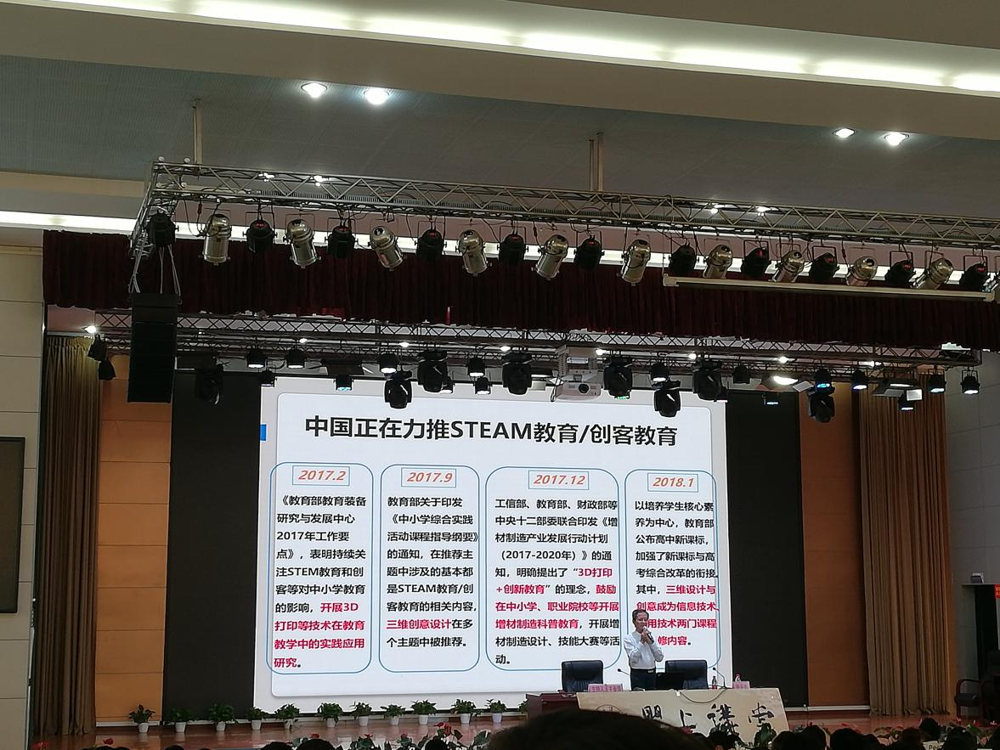 中国正在力推STEAM教育/创客教育
2017.2
《教育部教育装备
研究与发展中心
2017年工作要
点》，表明持续关
注STEM教育和创
客等对中小学教育
的影响，开展3D
打印等技术在教育
教学中的实践应用
研究。
2017.9
教育部关于印发
《中小学综合实践
活动课程指导纲要》
的通知，在推荐主
题中涉及的基本都
是STEAM教育/创
客教育的相关内容，
三维创意设计在多
个主题中被推荐。
2017.12
工信部、教育部、财政部等
中央十二部委联合印发《增
材制造产业发展行动计划
（2017-2020年）》的通
知，明确提出了“3D打印
+创新教育”的理念，鼓励
在中小学、职业院校等开展
增材制造科普教育，开展增
材制造设计、技能大赛等活
动。
2018.1
以培养学生核心素
养为中心，教育部
公布高中新课标，
加强了新课标与高
考综合改革的衔接。
其中，三维设计与
创意成为信息技术、
用技术两门课程
修内容。
上讲堂